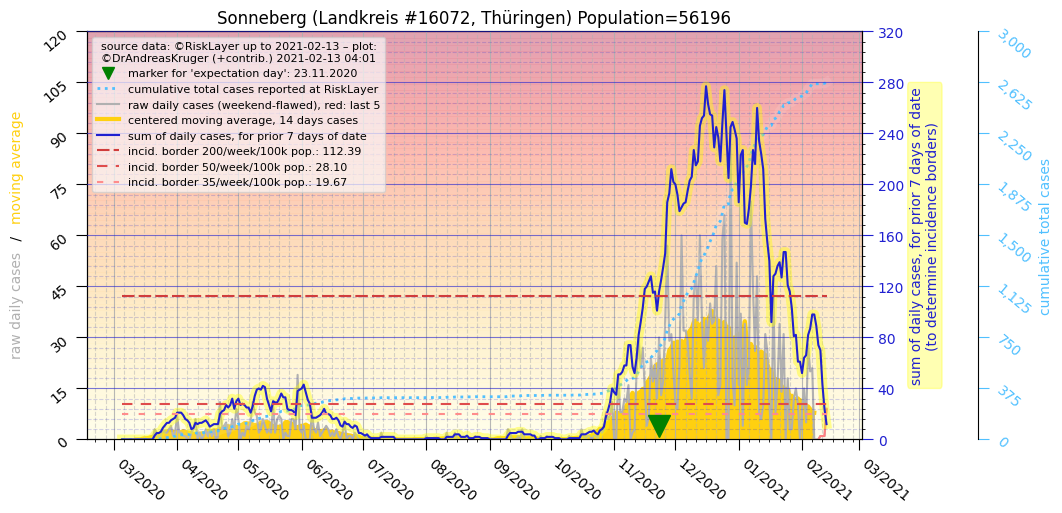 Sonneberg (Landkreis #16072, Thüringen) Population=56196
source data: ©RiskLayer up to 2021-02-13 – plot:
©DrAndreasKruger (+contrib.) 2021-02-13 04:01
marker for 'expectation day': 23.11.2020
cumulative total cases reported at RiskLayer
raw daily cases (weekend-flawed), red: last 5
centered moving average, 14 days cases
sum of daily cases, for prior 7 days of date
incid. border 200/week/100k pop.: 112.39
incid. border 50/week/100k pop.: 28.10
incid. border 35/week/100k pop.: 19.67
raw daily cases / moving average
120
105
90
75
60
45
30
15
0
03/2020
04/2020
05/2020
06/2020
07/2020
08/2020
09/2020
10/2020
11/2020
12/2020
01/2021
02/2021
03/2021
320
280
240
200
160
120
80
40
0
sum of daily cases, for prior 7 days of date
(to determine incidence borders)
3,000
2,625
2,250
1,875
1,500
1,125
750
375
0
cumulative total cases